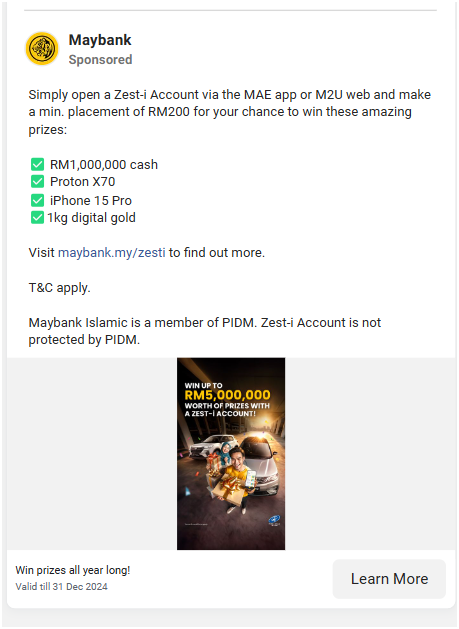 Maybank
Sponsored
Simply open a Zest-i Account via the MAE app or M2U web and make
a min. placement of RM200 for your chance to win these amazing
prizes:
✅ RM1,000,000 cash
✅ Proton X70
✅ iPhone 15 Pro
✅1kg digital gold
Visit maybank.my/zesti to find out more.
T&C apply.
Maybank Islamic is a member of PIDM. Zest-i Account is not
protected by PIDM.
WIN UP TO
RM5,000,000
WORTH OF PRIZES WITH
A ZEST-i ACCOUNT!
Win prizes all year long!
Valid till 31 Dec 2024
Learn More